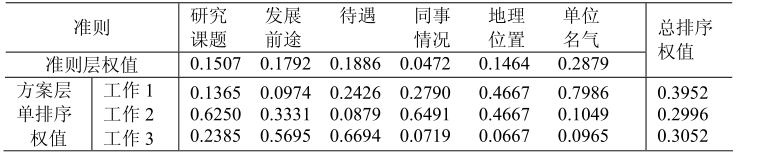 准则 研究课题 发展前途 待遇 同事情况 地理位置 单位名气 总排序权值
准则层权值 0.1507 0.1792 0.1886 0.0472 0.1464 0.2879
方案层单排序权值 工作 1 0.1365 0.0974 0.2426 0.2790 0.4667 0.7986 0.3952
工作 2 0.6250 0.3331 0.0879 0.6491 0.4667 0.1049 0.2996
工作 3 0.2385 0.5695 0.6694 0.0719 0.0667 0.0965 0.3052